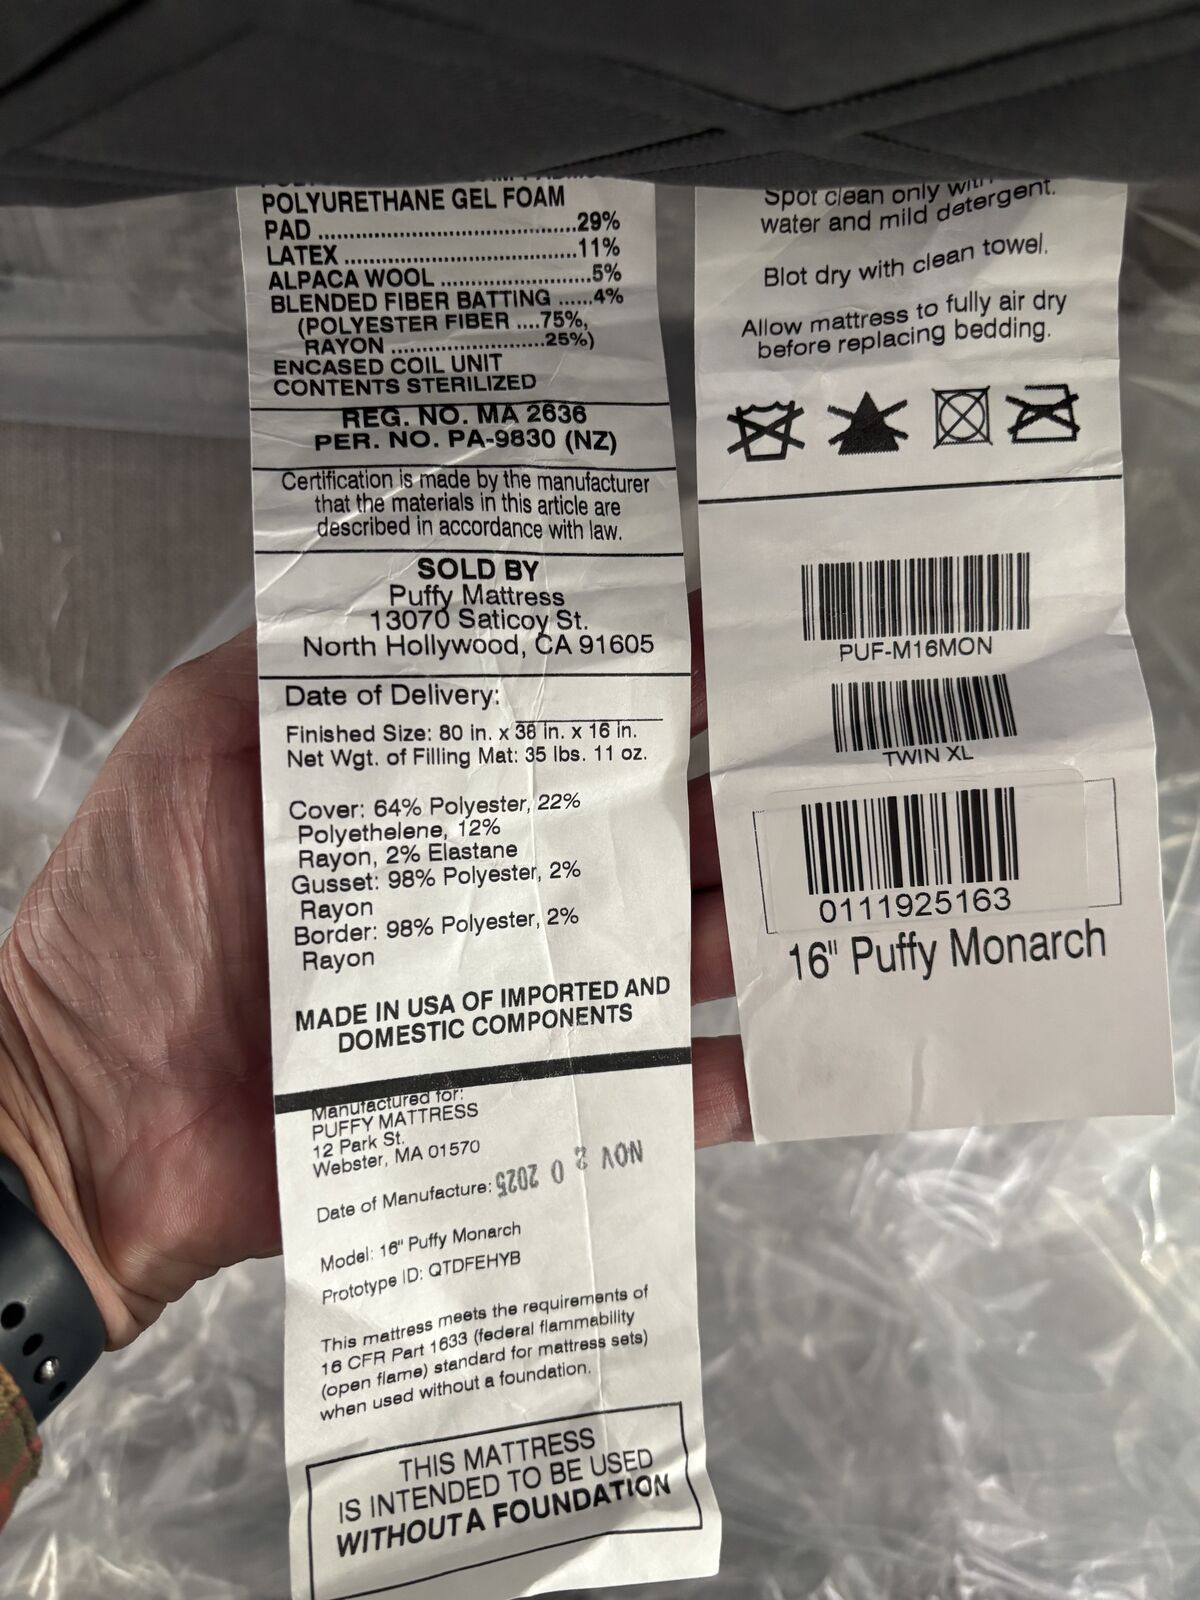 POLYURETHANE GEL FOAM
PAD ......................................29%
LATEX ..................................11%
ALPACA WOOL ......................5%
BLENDED FIBER BATTING ......4%
(POLYESTER FIBER ....75%,
RAYON .......................25%)
ENCASED COIL UNIT
CONTENTS STERILIZED
REG. NO. MA 2636
PER. NO. PA-9830 (NZ)
Certification is made by the manufacturer
that the materials in this article are
described in accordance with law.
SOLD BY
Puffy Mattress
13070 Saticoy St.
North Hollywood, CA 91605
Date of Delivery:
Finished Size: 80 in. x 38 in. x 16 in.
Net Wgt. of Filling Mat: 35 lbs. 11 oz.
Cover: 64% Polyester, 22%
Polyethelene, 12%
Rayon, 2% Elastane
Gusset: 98% Polyester, 2%
Rayon
Border: 98% Polyester, 2%
Rayon
MADE IN USA OF IMPORTED AND
DOMESTIC COMPONENTS
Manufactured for:
PUFFY MATTRESS
12 Park St.
Webster, MA 01570
Date of Manufacture: NOV 20 2025
Model: 16" Puffy Monarch
Prototype ID: QTDFEHYB
This mattress meets the requirements of
16 CFR Part 1633 (federal flammability
(open flame) standard for mattress sets)
when used without a foundation.
THIS MATTRESS
IS INTENDED TO BE USED
WITHOUT A FOUNDATION
Spot clean only with
water and mild detergent.
Blot dry with clean towel.
Allow mattress to fully air dry
before replacing bedding.
PUF-M16MON
TWIN XL
0111925163
16" Puffy Monarch